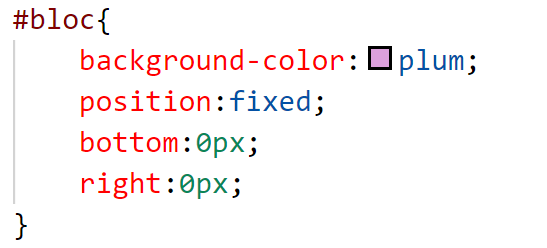 #bloc{
background-color: plum;
position:fixed;
bottom:0px;
right:0px;
}